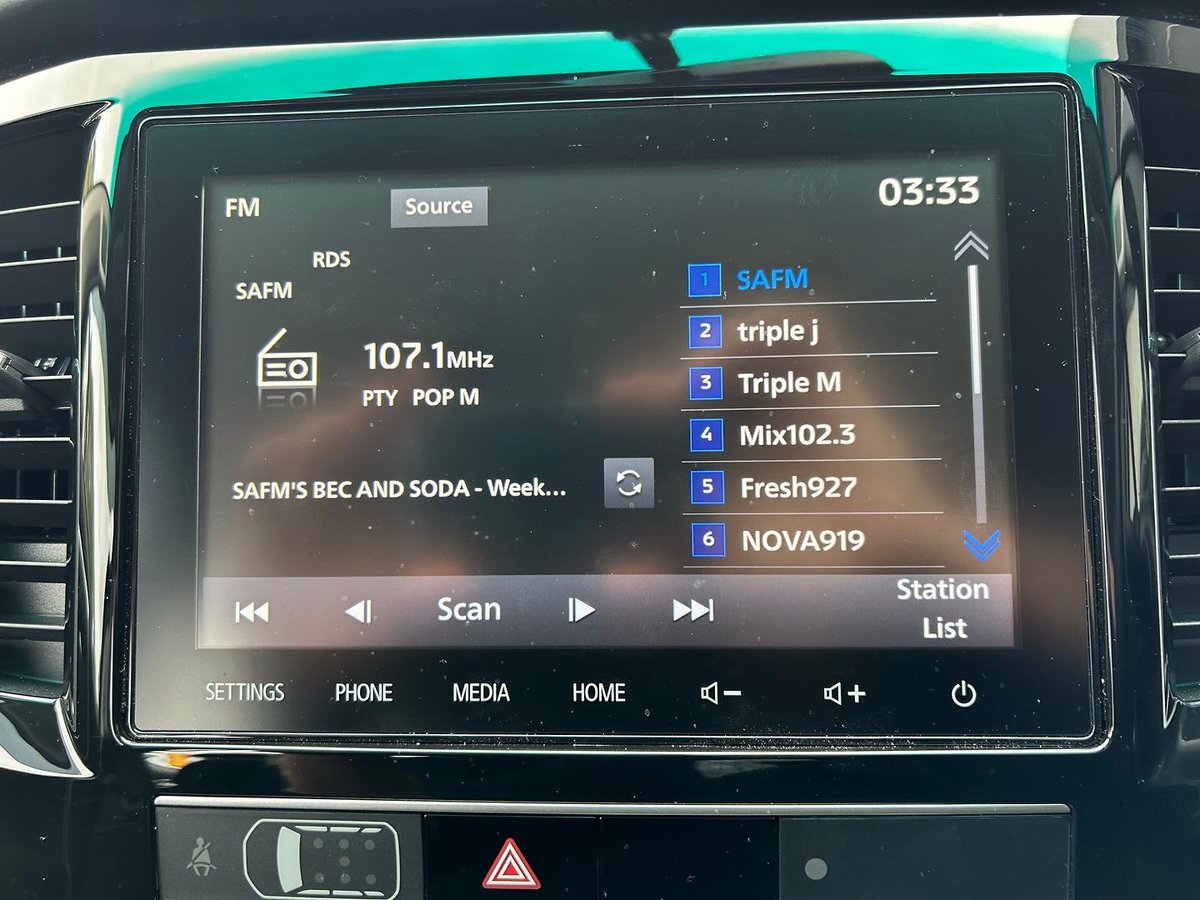 FM
Source
03:33
RDS
SAFM
107.1MHz
PTY POP M
SAFM'S BEC AND SODA - Week...
1 SAFM
2 triple j
3 Triple M
4 Mix102.3
5 Fresh927
6 NOVA919
Scan
Station
List
SETTINGS PHONE MEDIA HOME